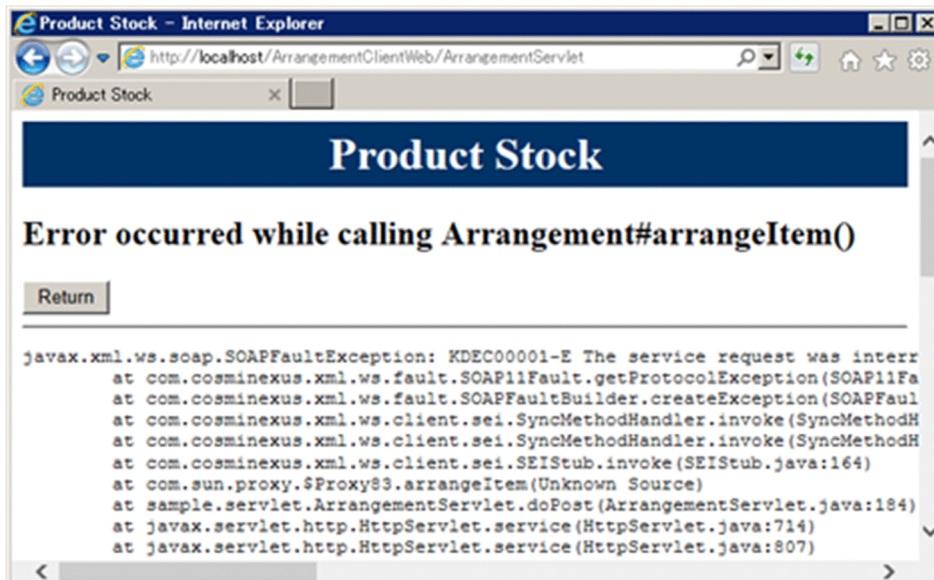 Product Stock - Internet Explorer
http://localhost/ArrangementClientWeb/ArrangementServlet
Product Stock
Product Stock
Error occurred while calling Arrangement#arrangeItem()
Return
javax.xml.ws.soap.SOAPFaultException: KDEC00001-E The service request was interr
at com.cosminexus.xml.ws.fault.SOAP11Fault.getProtocolException(SOAP11Fa
at com.cosminexus.xml.ws.fault.SOAPFaultBuilder.createException(SOAPFaul
at com.cosminexus.xml.ws.client.sei.SyncMethodHandler.invoke(SyncMethodH
at com.cosminexus.xml.ws.client.sei.SyncMethodHandler.invoke(SyncMethodH
at com.cosminexus.xml.ws.client.sei.SEIStub.invoke(SEIStub.java:164)
at com.sun.proxy.$Proxy83.arrangeItem(Unknown Source)
at sample.servlet.ArrangementServlet.doPost(ArrangementServlet.java:184)
at javax.servlet.http.HttpServlet.service(HttpServlet.java:714)
at javax.servlet.http.HttpServlet.service(HttpServlet.java:807)